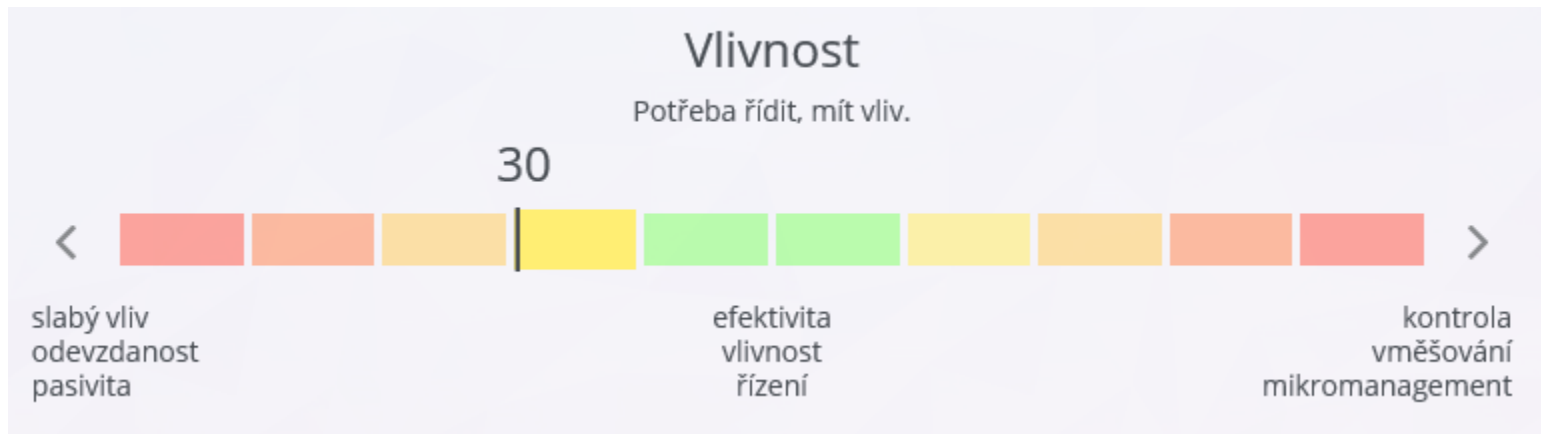 Vlivnost
Potřeba řídit, mít vliv.
30
slabý vliv
odevzdanost
pasivita
efektivita
vlivnost
řízení
kontrola
vměšování
mikromanagement